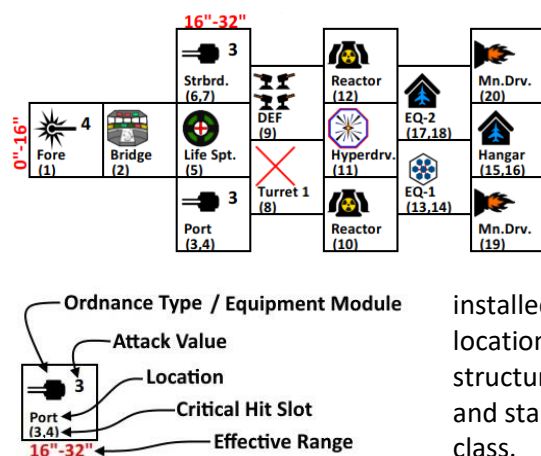 16"-32"
3
Strbrd.
(6,7)
Reactor
(12)
Mn.Drv.
(20)
DEF
(9)
EQ-2
(17,18)
0"-16"
4
Fore
(1)
Bridge
(2)
Life Spt.
(5)
Hyperdrv.
(11)
Hangar
(15,16)
Turret 1
(8)
EQ-1
(13,14)
3
Port
(3,4)
Reactor
(10)
Mn.Drv.
(19)
Ordnance Type / Equipment Module
Attack Value
3
Location
Port
Critical Hit Slot
(3,4)
16"-32"
Effective Range
installed
location
structur
and sta
class.